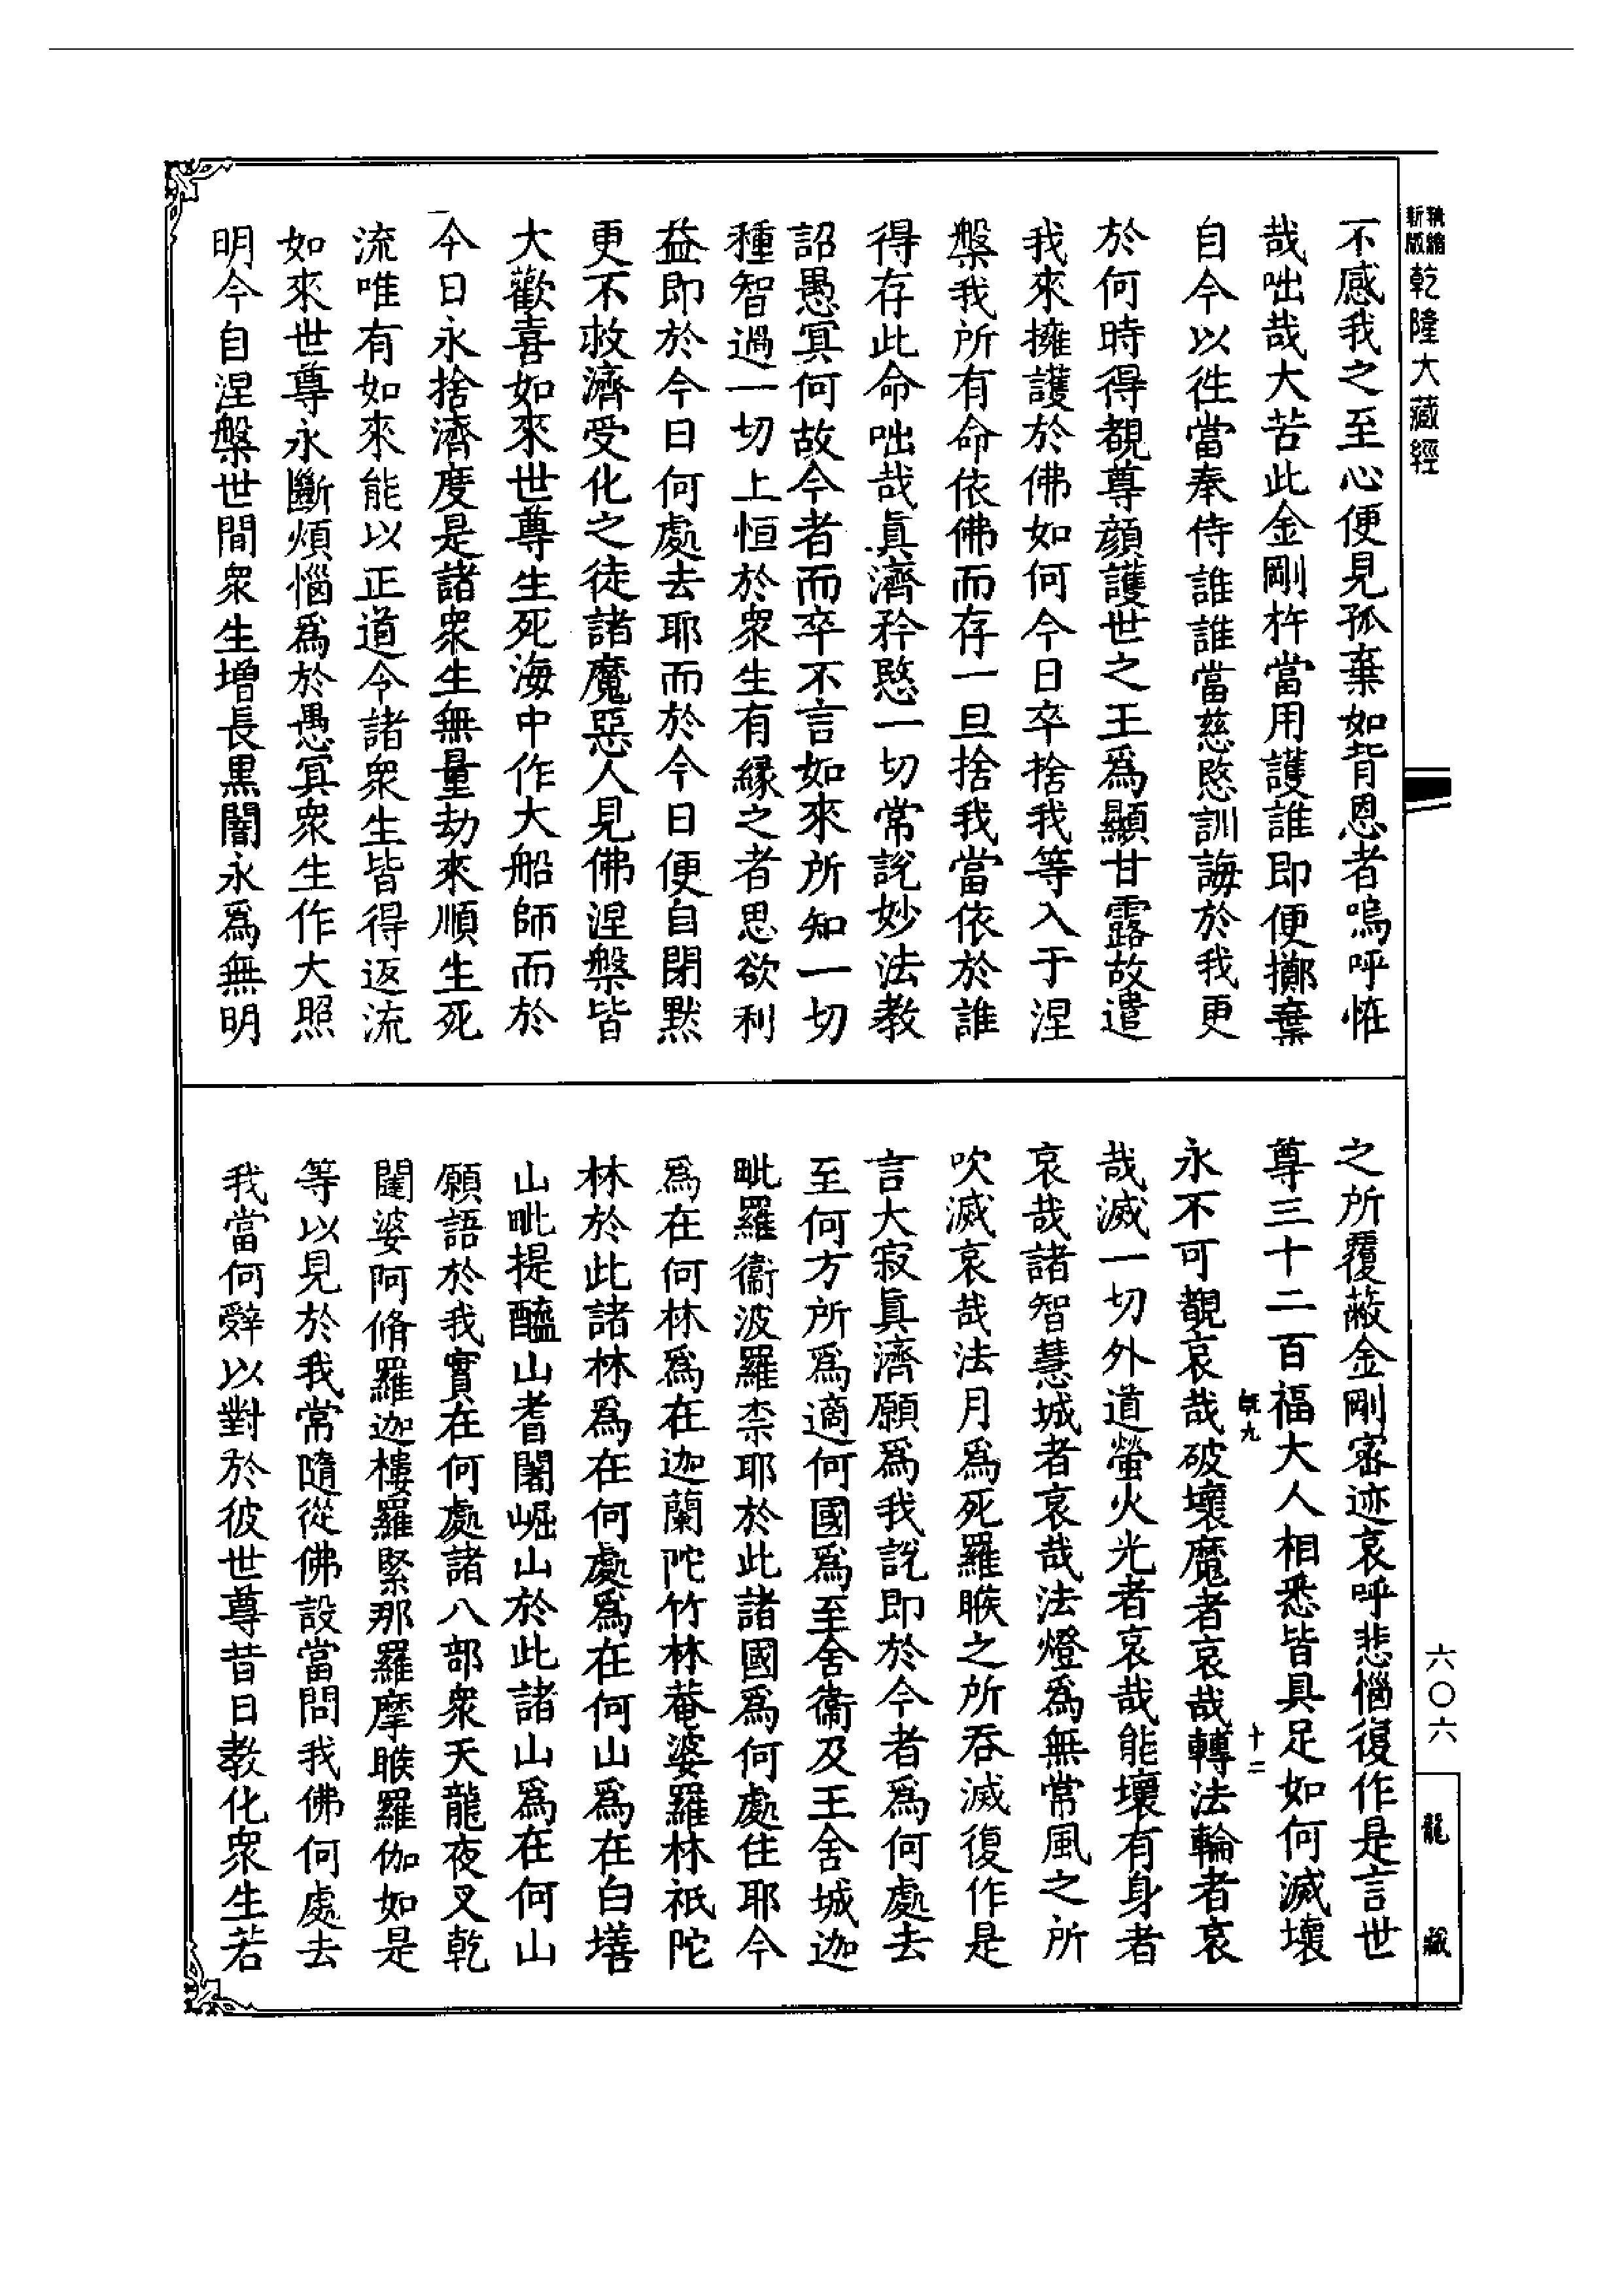 新版精縮乾隆大藏經
不感我之至心便見孤棄如背恩者嗚呼恠
哉咄哉大苦此金剛杵當用護誰即便擲棄
自今以徃當奉侍誰誰當慈愍訓誨於我更
於何時得覩尊顏護世之王爲顯甘露故遣
我來擁護於佛如何今日卒捨我等入于涅
槃我所有命依佛而存一旦捨我當依於誰
得存此命咄哉眞濟矜愍一切常說妙法教
詔愚冥何故今者而卒不言如來所知一切
種智過一切上恒於衆生有緣之者思欲利
益即於今日何處去耶而於今日便自閉默
更不救濟受化之徒諸魔惡人見佛涅槃皆
大歡喜如來世尊生死海中作大船師而於
今日永捨濟度是諸衆生無量劫來順生死
流唯有如來能以正道令諸衆生皆得返流
如來世尊永斷煩惱爲於愚冥衆生作大照
明今自涅槃世間衆生增長黑闇永爲無明
之所覆蔽金剛密迹哀呼悲惱復作是言世
尊三十二百福大人相悉皆具足如何滅壞
永不可覩哀哉破壞魔者哀哉轉法輪者哀
哉滅一切外道螢火光者哀哉能壞有身者
哀哉諸智慧城者哀哉法燈爲無常風之所
吹滅哀哉法月爲死羅睺之所吞滅復作是
言大寂眞濟願爲我說即於今者爲何處去
至何方所爲適何國爲至舍衞及王舍城迦
毗羅衞波羅柰耶於此諸國爲何處住耶今
爲在何林爲在迦蘭陀竹林菴婆羅林祇陀
林於此諸林爲在何處爲在何山爲在白墡
山毗提醯山耆闍崛山於此諸山爲在何山
願語於我實在何處諸八部衆天龍夜叉乾
闥婆阿脩羅迦樓羅緊那羅摩睺羅伽如是
等以見於我常隨從佛設當問我佛何處去
我當何辭以對於彼世尊昔日教化衆生若
九
十二
六〇六
龍藏